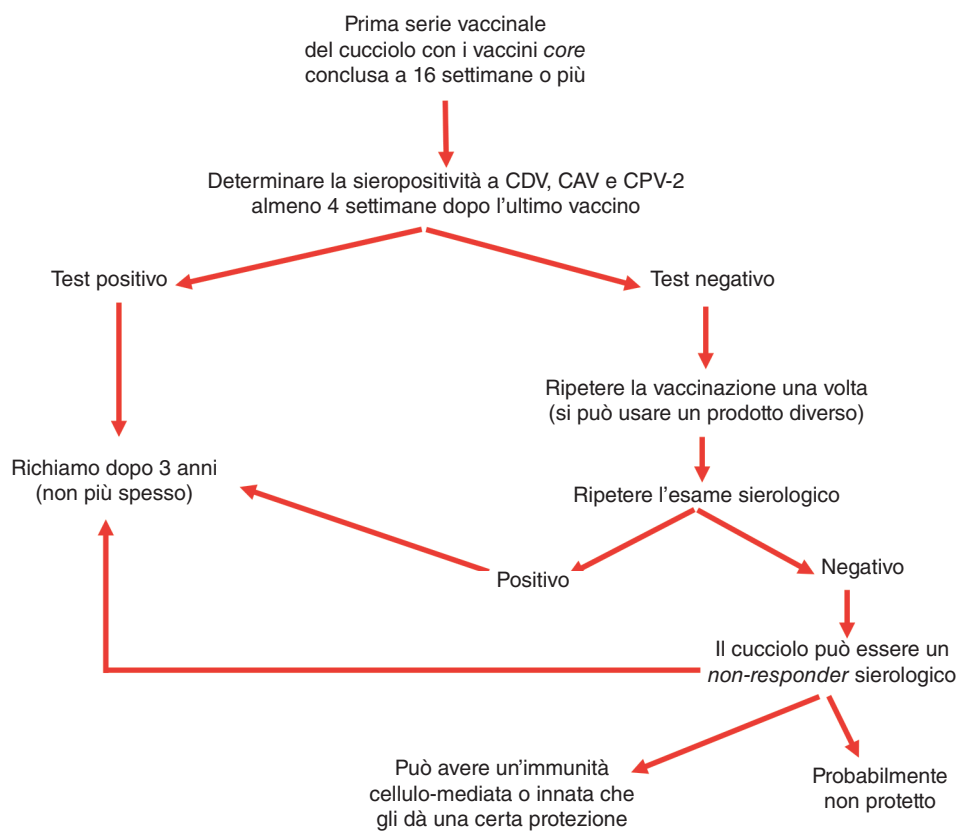 Prima serie vaccinale
del cucciolo con i vaccini core
conclusa a 16 settimane o più
Determinare la sieropositività a CDV, CAV e CPV-2
almeno 4 settimane dopo l’ultimo vaccino
Test positivo
Test negativo
Ripetere la vaccinazione una volta
(si può usare un prodotto diverso)
Richiamo dopo 3 anni
(non più spesso)
Ripetere l’esame sierologico
Positivo
Negativo
Il cucciolo può essere un
non-responder sierologico
Può avere un’immunità
cellulo-mediata o innata che
gli dà una certa protezione
Probabilmente
non protetto